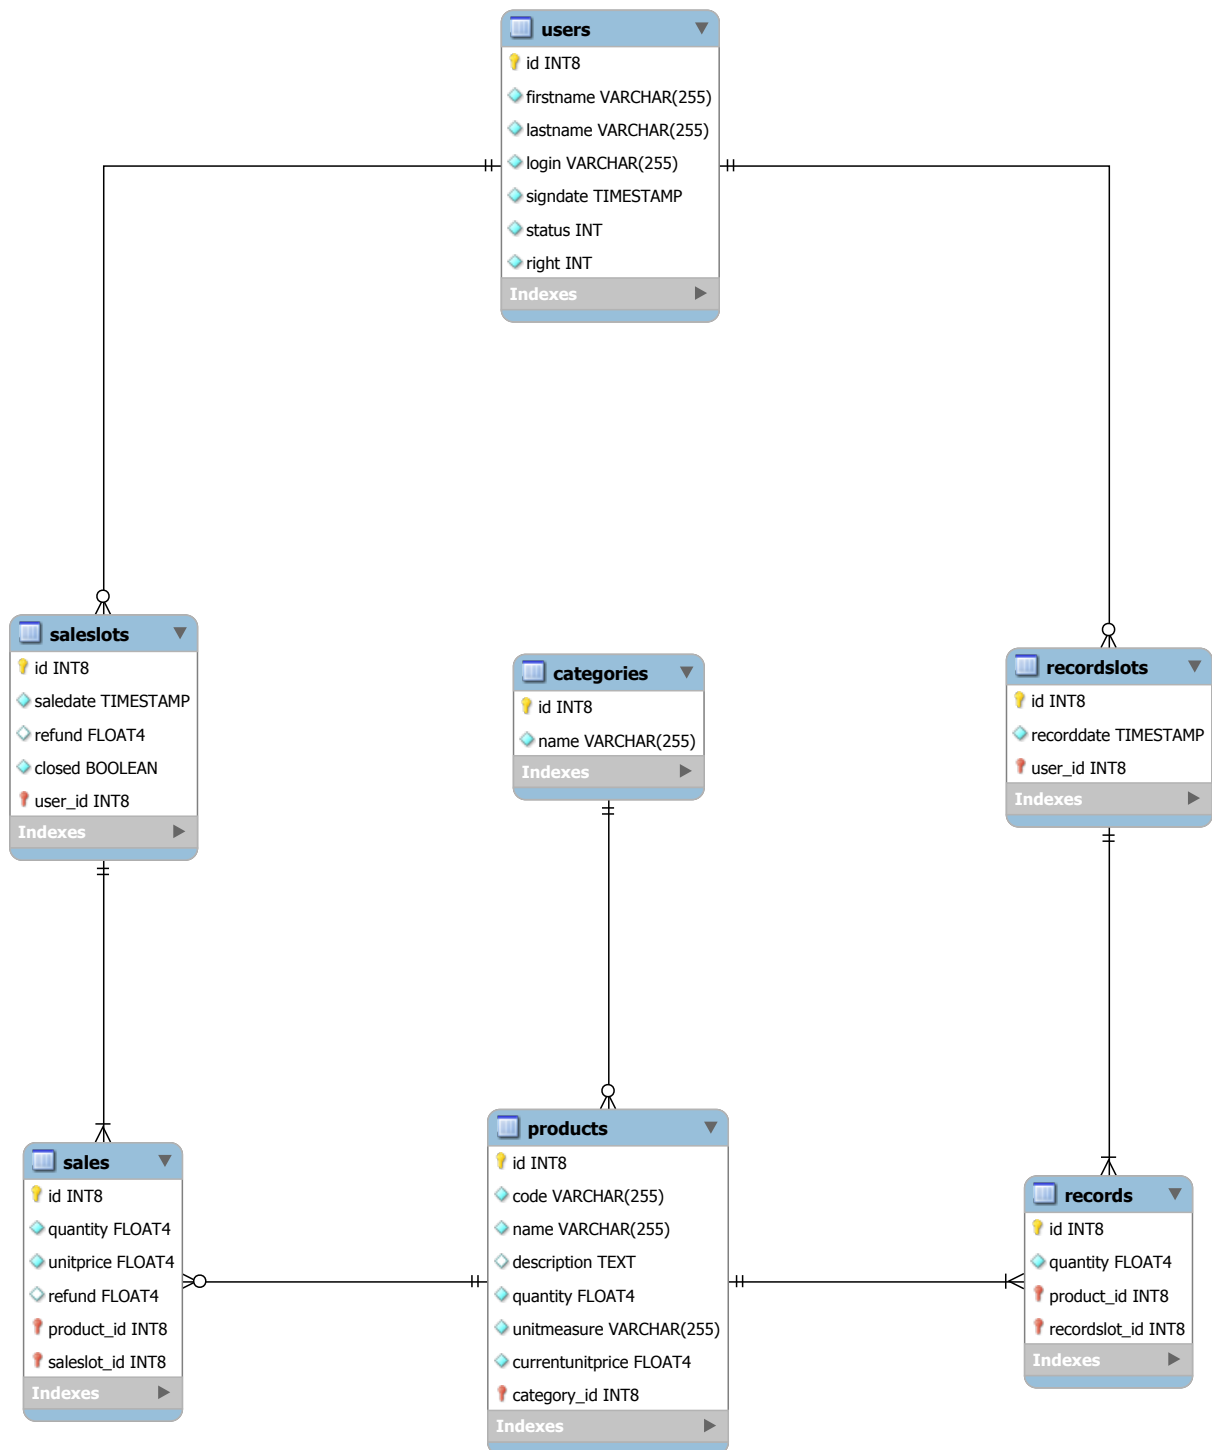 users
id INT8
firstname VARCHAR(255)
lastname VARCHAR(255)
login VARCHAR(255)
signdate TIMESTAMP
status INT
right INT
Indexes
saleslots
id INT8
saledate TIMESTAMP
refund FLOAT4
closed BOOLEAN
user_id INT8
Indexes
categories
id INT8
name VARCHAR(255)
Indexes
recordslots
id INT8
recorddate TIMESTAMP
user_id INT8
Indexes
sales
id INT8
quantity FLOAT4
unitprice FLOAT4
refund FLOAT4
product_id INT8
saleslot_id INT8
Indexes
products
id INT8
code VARCHAR(255)
name VARCHAR(255)
description TEXT
quantity FLOAT4
unitmeasure VARCHAR(255)
currentunitprice FLOAT4
category_id INT8
Indexes
records
id INT8
quantity FLOAT4
product_id INT8
recordslot_id INT8
Indexes